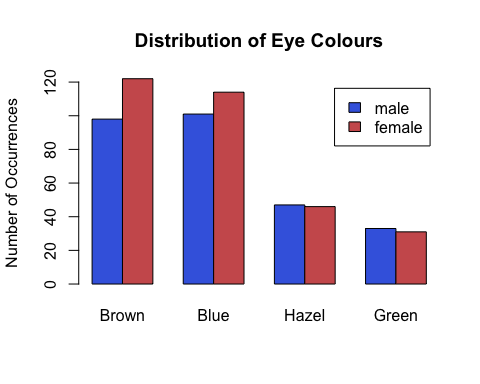 Distribution of Eye Colours
Number of Occurrences
120
80
60
40
20
0
male
female
Brown Blue Hazel Green